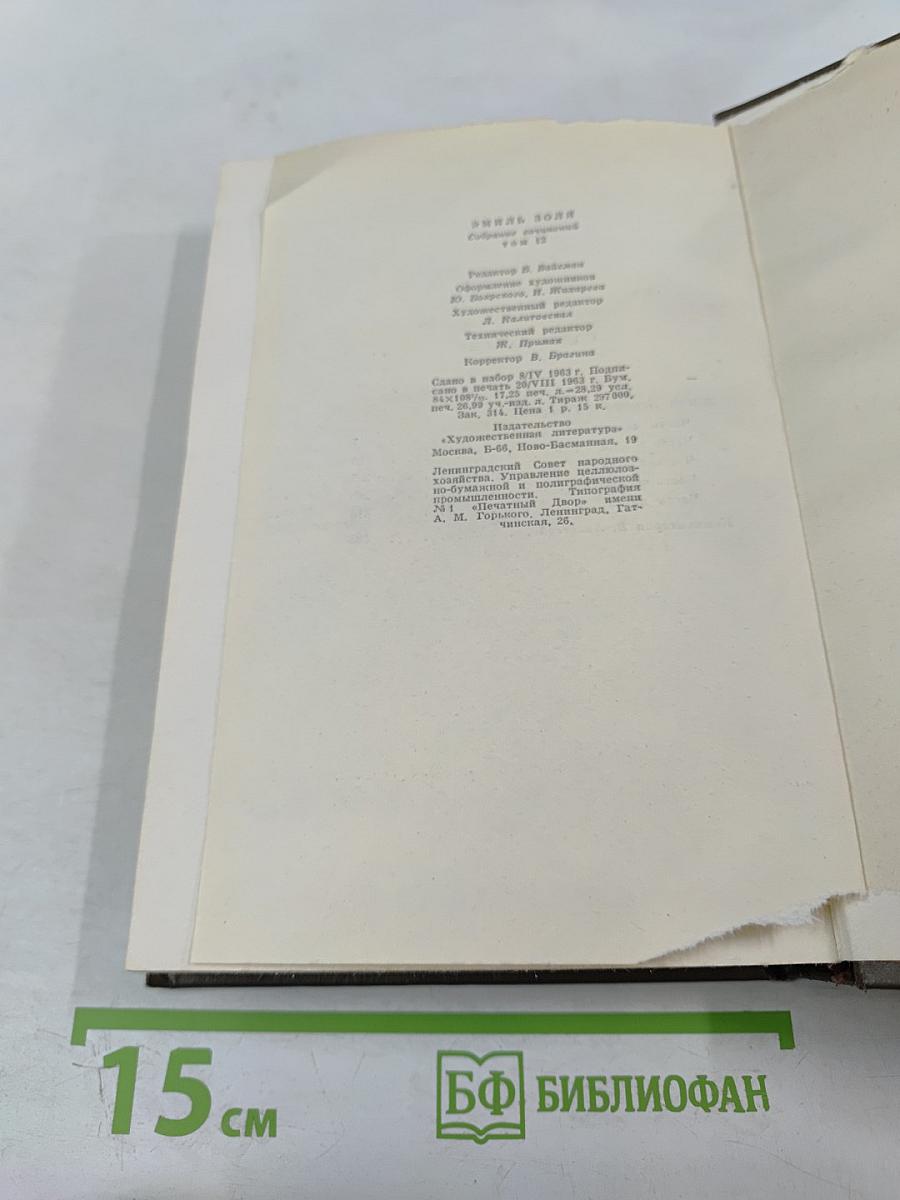 ЭМИЛЬ ЗОЛЯ
Собрание сочинений
том 12
Редактор В. Вайсман
Оформление художников
Ю. Боярского, И. Жихарева
Художественный редактор
Л. Калитовская
Технический редактор
Ж. Примак
Корректор В. Брагина
Сдано в набор 8/IV 1963 г. Подпи-
сано в печать 20/VIII 1963 г. Бум.
84×108¹/₃₂. 17,25 печ. л.=28,29 усл.
печ. 26,99 уч.-изд. л. Тираж 297 000.
Зак. 314. Цена 1 р. 15 к.
Издательство
«Художественная литература»
Москва, Б-66, Ново-Басманная, 19
Ленинградский Совет народного
хозяйства. Управление целлюлоз-
но-бумажной и полиграфической
промышленности. Типография
№ 1 «Печатный Двор» имени
А. М. Горького, Ленинград, Гат-
чинская, 26.
15 см
БФ БИБЛИОФАН